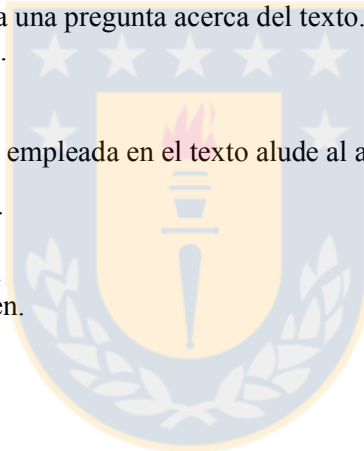 a una pregunta acerca del texto.
.
empleada en el texto alude al a
.
en.